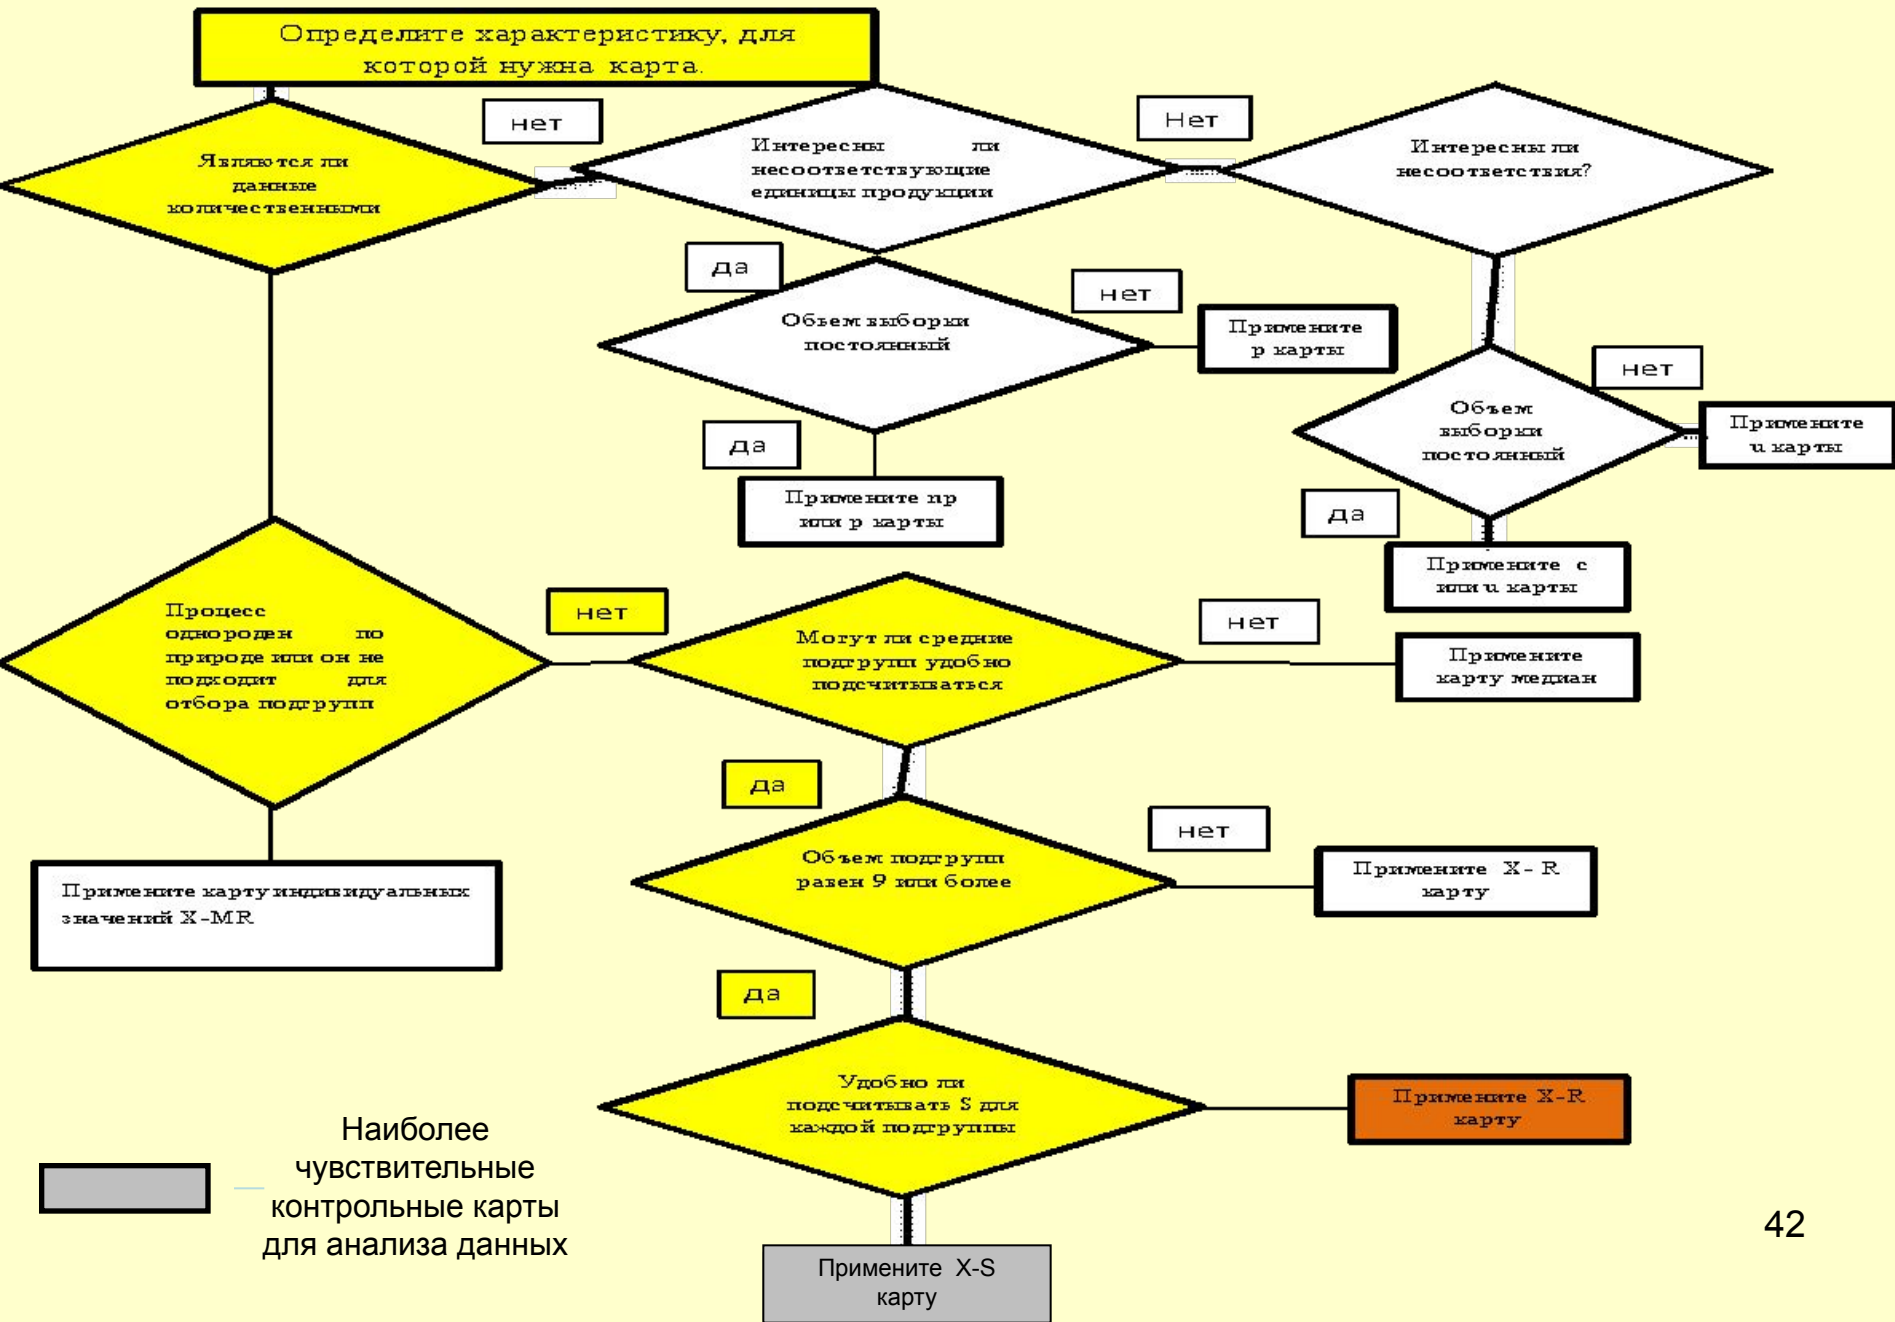 Определите характеристику, для
которой нужна карта.
нет
Нет
Являются ли
данные
количественными
Интересны ли
несоответствующие
единицы продукции
Интересны ли
несоответствия?
да
нет
Объем выборки
постоянный
Примените
р карты
нет
Объем
выборки
постоянный
Примените
u карты
да
Примените np
или р карты
да
Примените с
или u карты
Процесс
однороден по
природе или он не
подходит для
отбора подгрупп
нет
Могут ли средние
подгрупп удобно
подсчитываться
нет
Примените
карту медиан
да
Объем подгрупп
равен 9 или более
нет
Примените X- R
карту
Примените карту индивидуальных
значений X-MR
да
Удобно ли
подсчитывать S для
каждой подгруппы
Примените X-R
карту
Наиболее
чувствительные
контрольные карты
для анализа данных
Примените X-S
карту
42